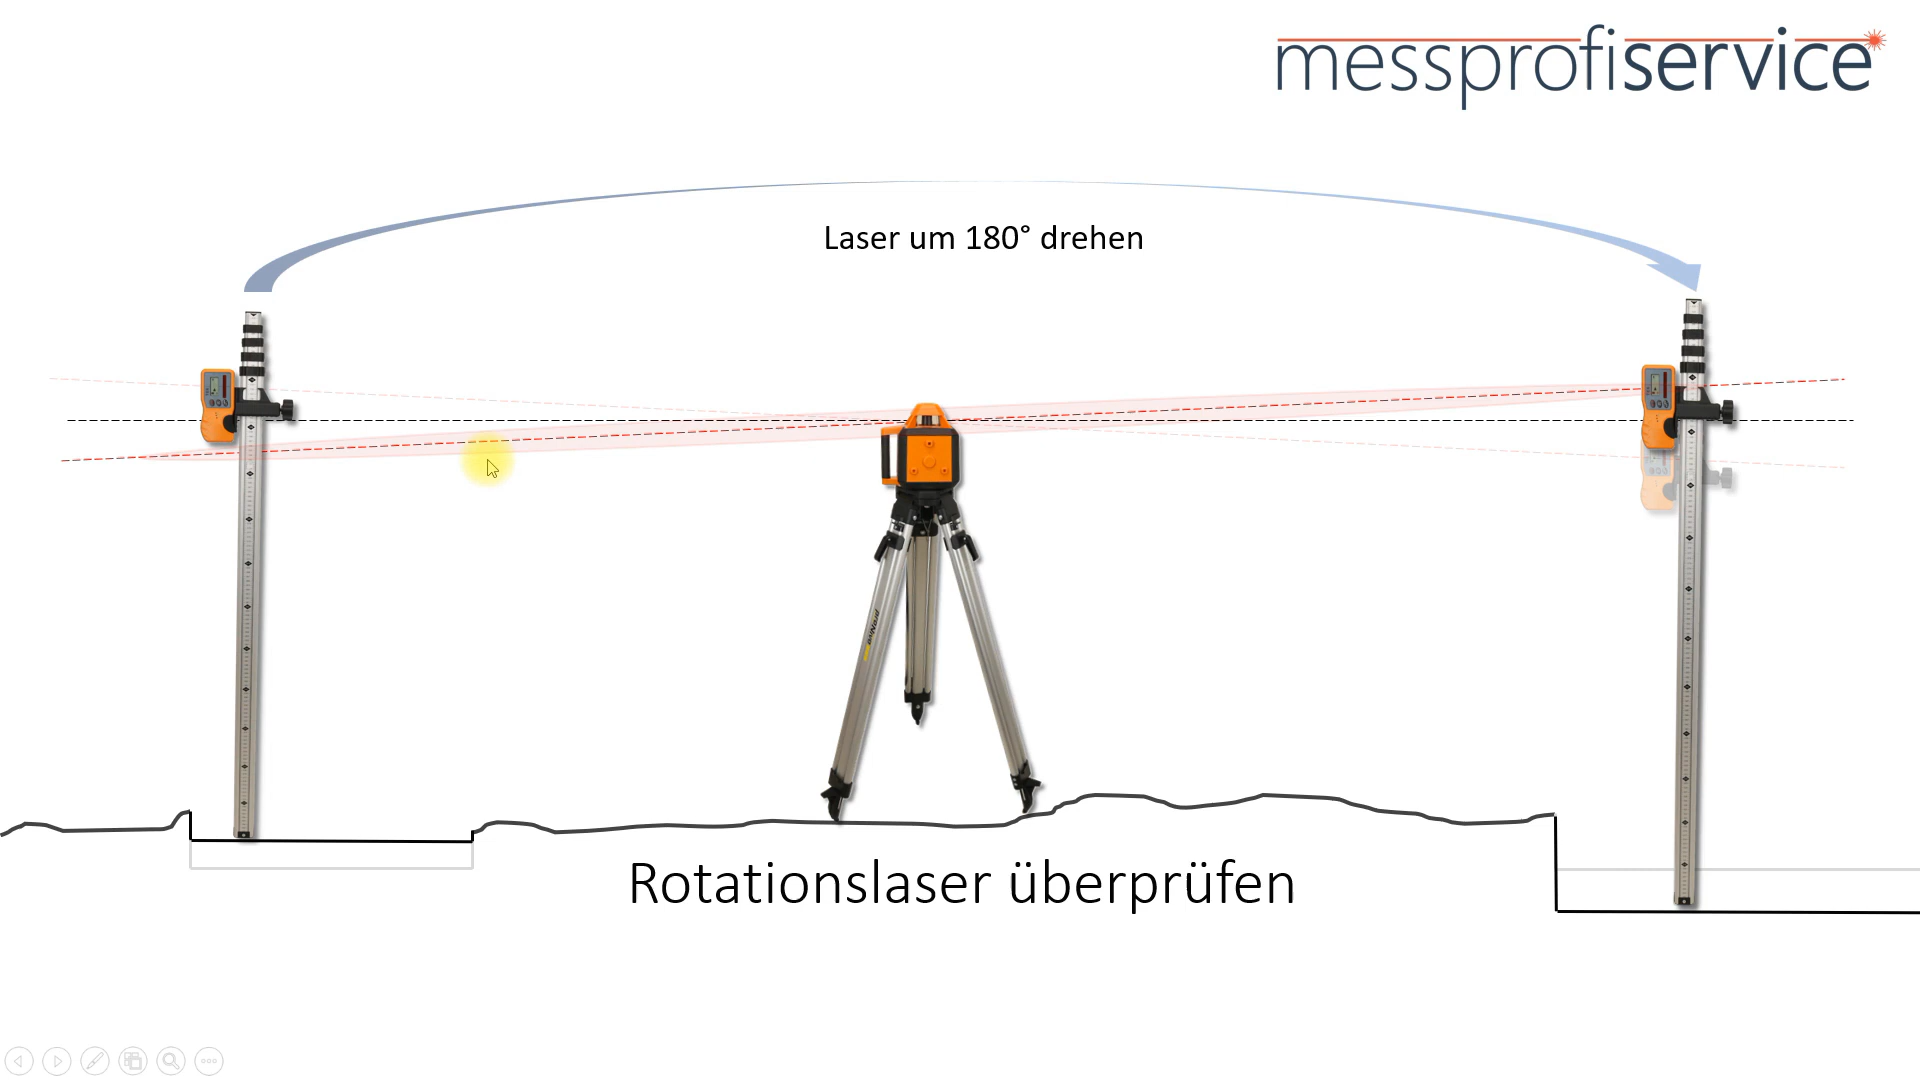 messprofiservice
Laser um 180° drehen
Rotationslaser überprüfen